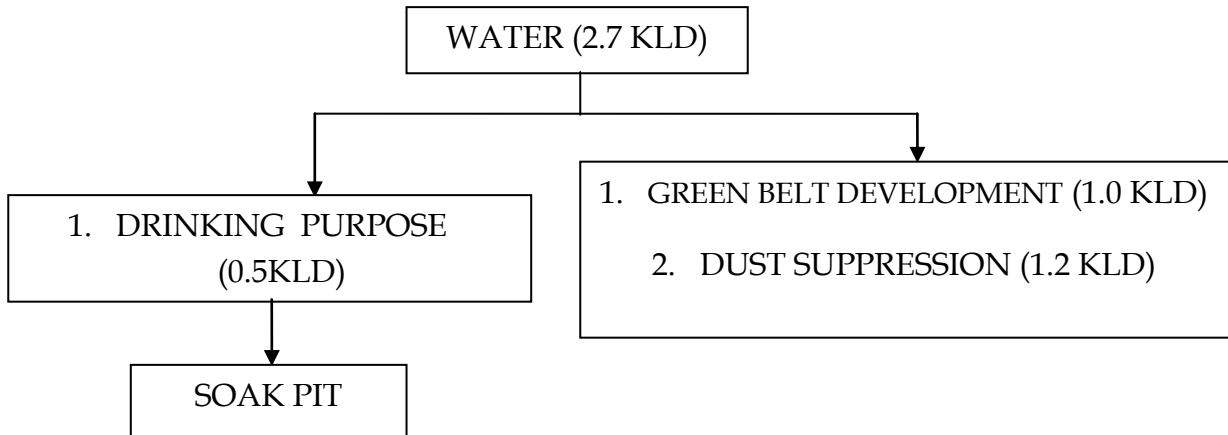 WATER (2.7 KLD)
1. DRINKING PURPOSE
(0.5KLD)
1. GREEN BELT DEVELOPMENT (1.0 KLD)
2. DUST SUPPRESSION (1.2 KLD)
SOAK PIT